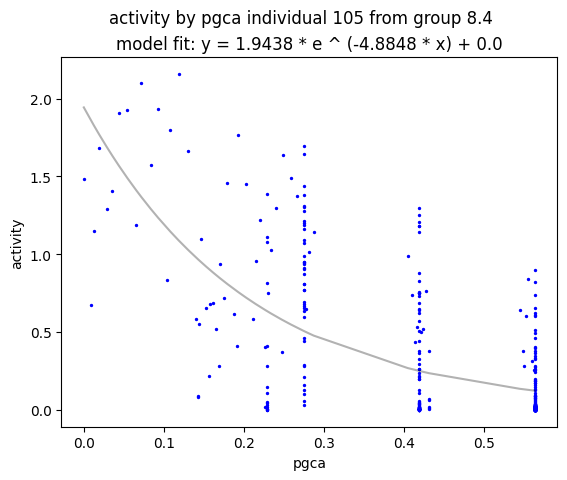 activity by pgca individual 105 from group 8.4
model fit: y = 1.9438 * e ^ (-4.8848 * x) + 0.0
2.0
1.5
1.0
0.5
0.0
activity
0.0 0.1 0.2 0.3 0.4 0.5
pgca